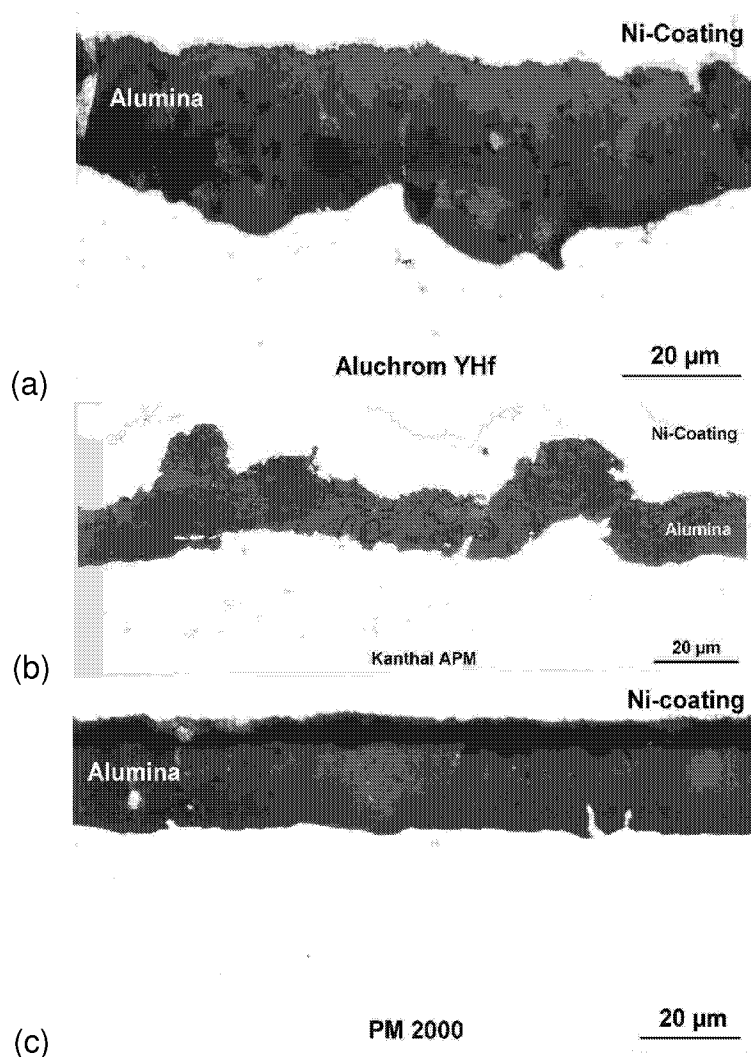 Ni-Coating
Alumina
20 µm
Aluchrom YHf
(a)
Ni-Coating
Alumina
20 µm
Kanthal APM
(b)
Ni-coating
Alumina
20 µm
PM 2000
(c)